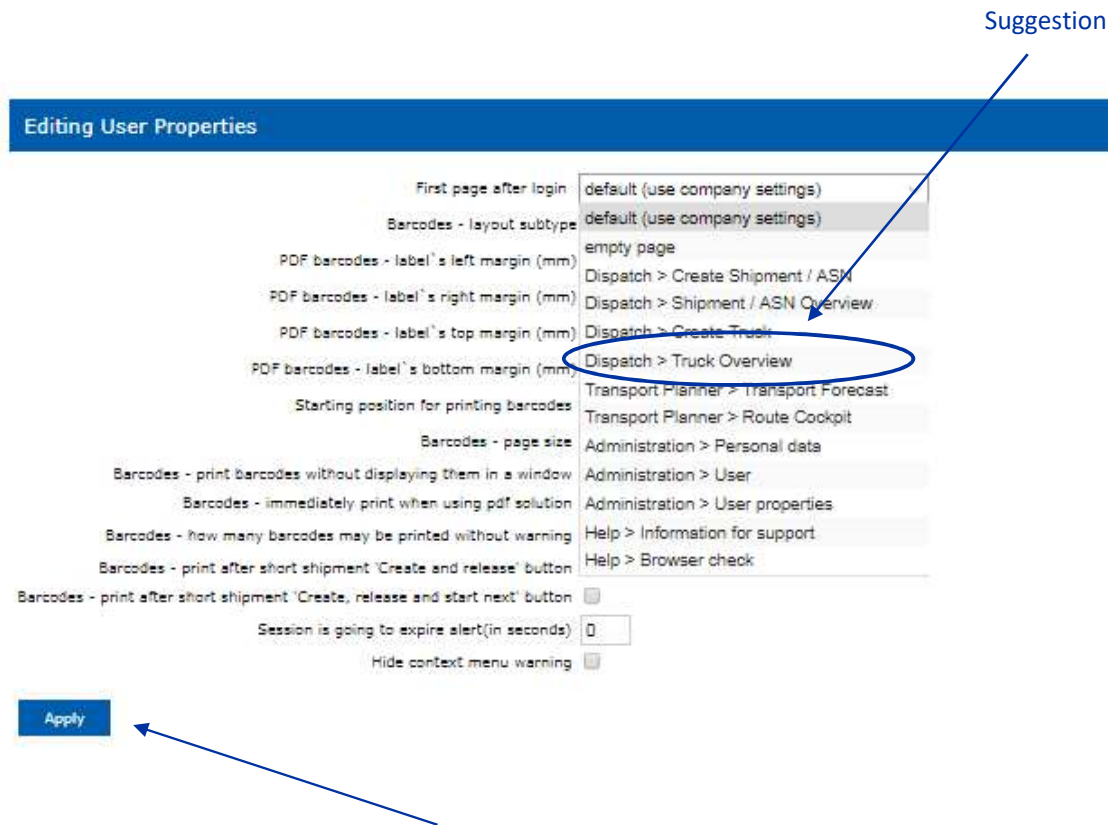 Suggestion
Editing User Properties
First page after login default (use company settings)
Barcodes - layout subtype default (use company settings)
empty page
PDF barcodes - label`s left margin (mm) Dispatch > Create Shipment / ASN
PDF barcodes - label`s right margin (mm) Dispatch > Shipment / ASN Overview
PDF barcodes - label`s top margin (mm) Dispatch > Create Truck
PDF barcodes - label`s bottom margin (mm) Dispatch > Truck Overview
Transport Planner > Transport Forecast
Starting position for printing barcodes Transport Planner > Route Cockpit
Barcodes - page size Administration > Personal data
Barcodes - print barcodes without displaying them in a window Administration > User
Barcodes - immediately print when using pdf solution Administration > User properties
Barcodes - how many barcodes may be printed without warning Help > Information for support
Barcodes - print after short shipment 'Create and release' button Help > Browser check
Barcodes - print after short shipment 'Create, release and start next' button
Session is going to expire alert(in seconds) 0
Hide context menu warning
Apply